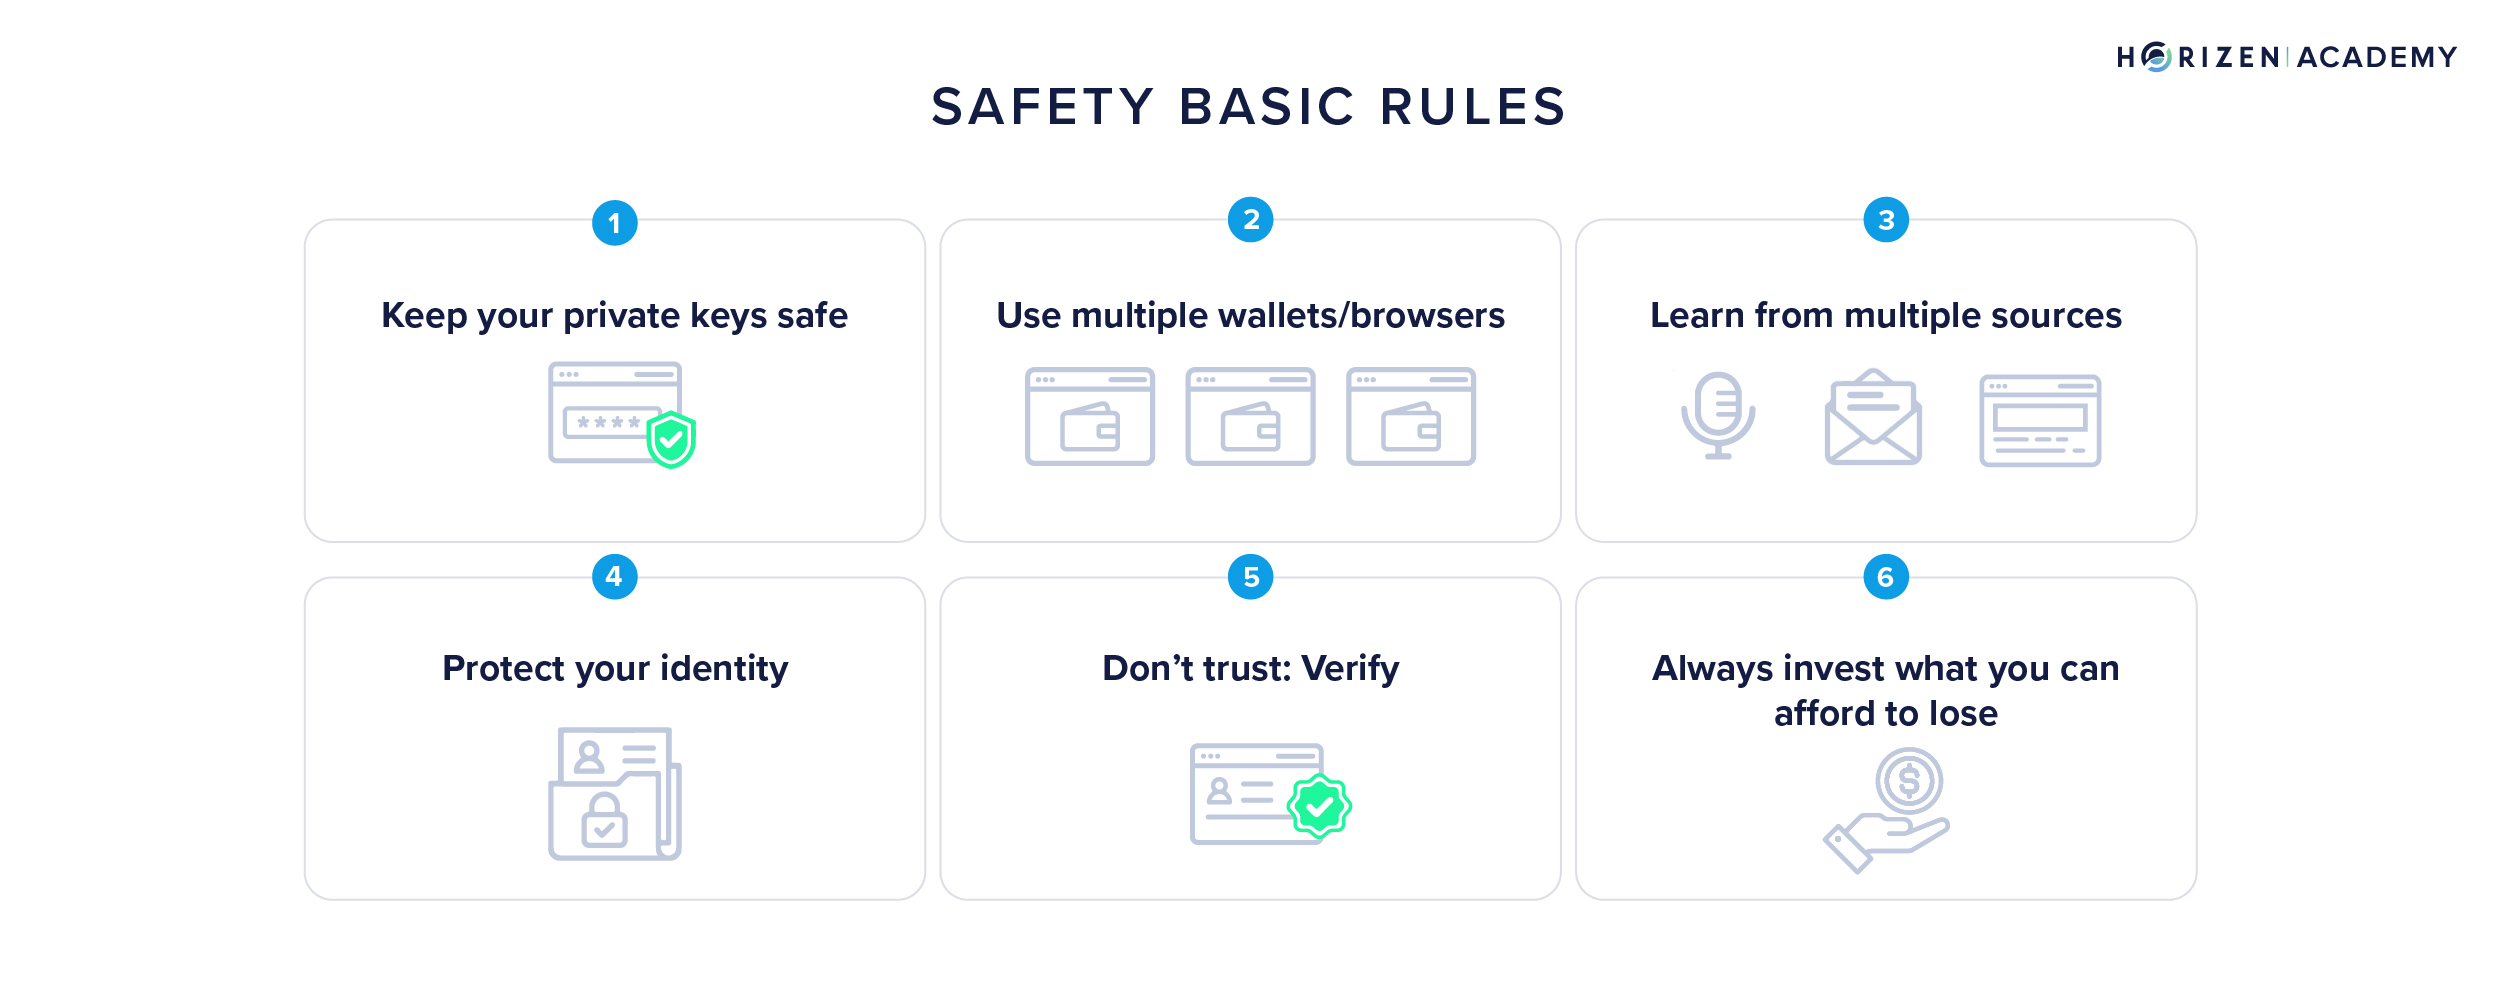 HORIZEN | ACADEMY
SAFETY BASIC RULES
1
Keep your private keys safe
* * * *
2
Use multiple wallets/browsers
3
Learn from multiple sources
4
Protect your identity
5
Don’t trust: Verify
6
Always invest what you can
afford to lose
$